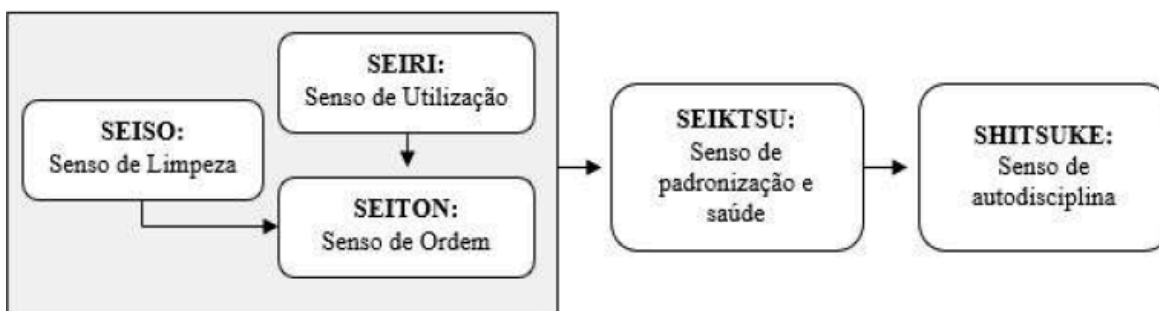 SEISO:
Senso de Limpeza
SEIRI:
Senso de Utilização
SEITON:
Senso de Ordem
SEIKTSU:
Senso de
padronização e
saúde
SHITSUKE:
Senso de
autodisciplina